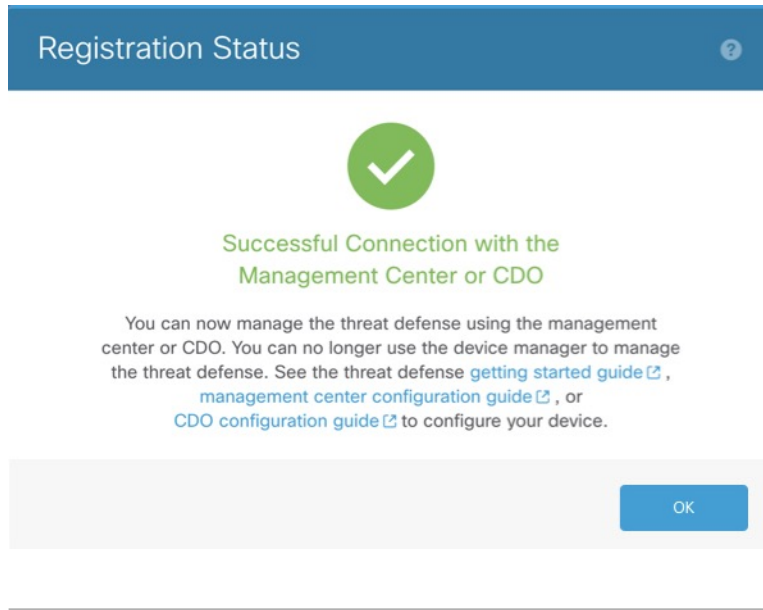 Registration Status
Successful Connection with the
Management Center or CDO
You can now manage the threat defense using the management
center or CDO. You can no longer use the device manager to manage
the threat defense. See the threat defense getting started guide ,
management center configuration guide , or
CDO configuration guide to configure your device.
OK